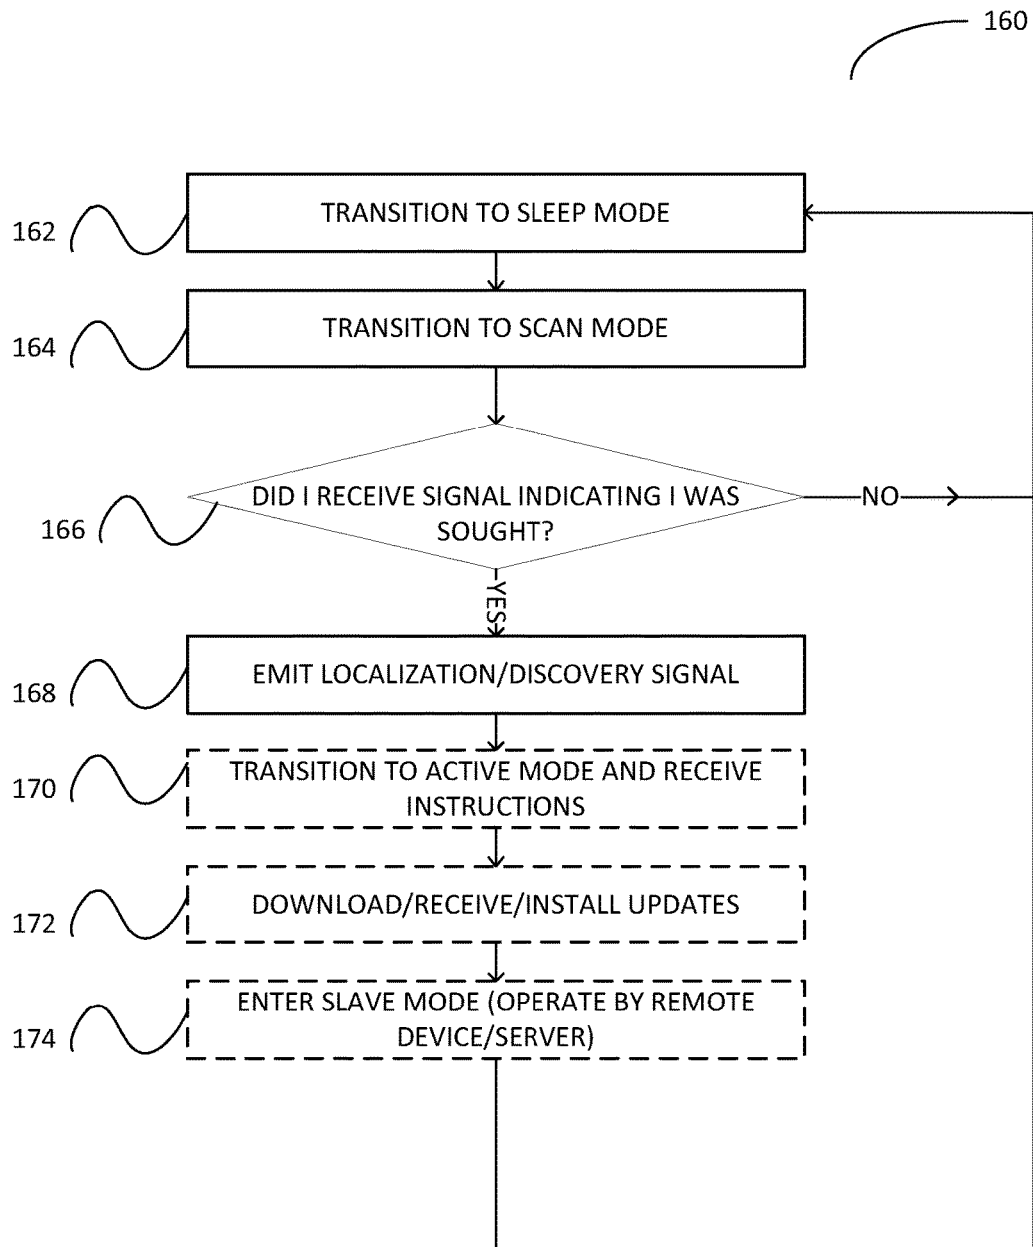 160
162
TRANSITION TO SLEEP MODE
164
TRANSITION TO SCAN MODE
166
DID I RECEIVE SIGNAL INDICATING I WAS
SOUGHT?
NO
YES
168
EMIT LOCALIZATION/DISCOVERY SIGNAL
170
TRANSITION TO ACTIVE MODE AND RECEIVE
INSTRUCTIONS
172
DOWNLOAD/RECEIVE/INSTALL UPDATES
174
ENTER SLAVE MODE (OPERATE BY REMOTE
DEVICE/SERVER)